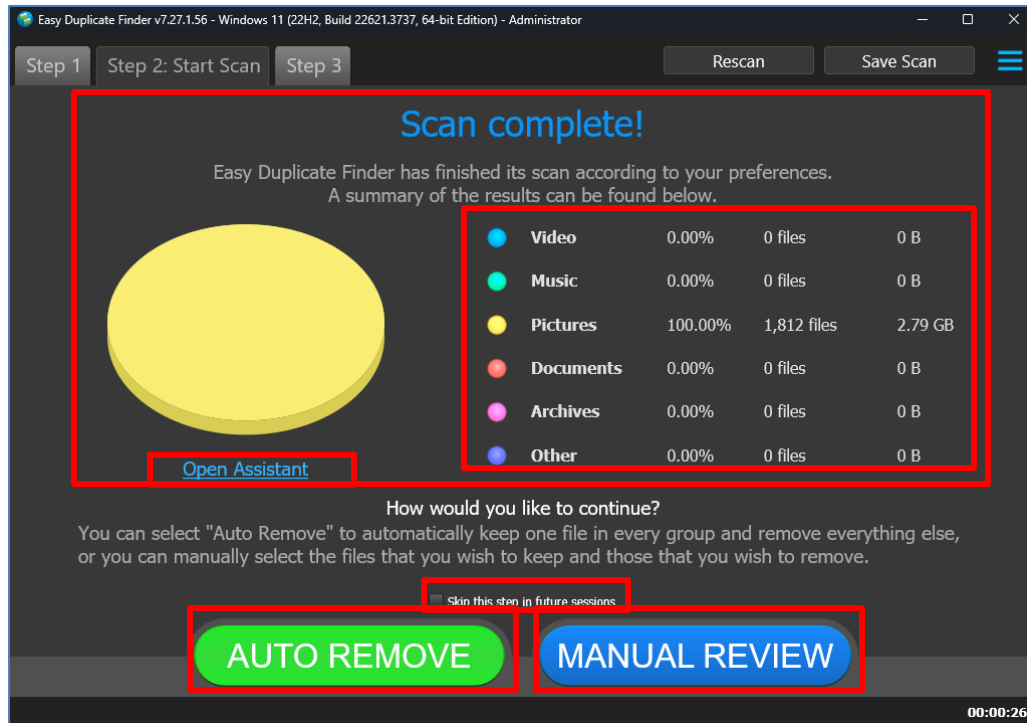 Easy Duplicate Finder v7.27.1.56 - Windows 11 (22H2, Build 22621.3737, 64-bit Edition) - Administrator
Step 1 Step 2: Start Scan Step 3 Rescan Save Scan
Scan complete!
Easy Duplicate Finder has finished its scan according to your preferences.
A summary of the results can be found below.
Video 0.00% 0 files 0 B
Music 0.00% 0 files 0 B
Pictures 100.00% 1,812 files 2.79 GB
Documents 0.00% 0 files 0 B
Archives 0.00% 0 files 0 B
Other 0.00% 0 files 0 B
Open Assistant
How would you like to continue?
You can select "Auto Remove" to automatically keep one file in every group and remove everything else,
or you can manually select the files that you wish to keep and those that you wish to remove.
Skip this step in future sessions
AUTO REMOVE MANUAL REVIEW
00:00:26